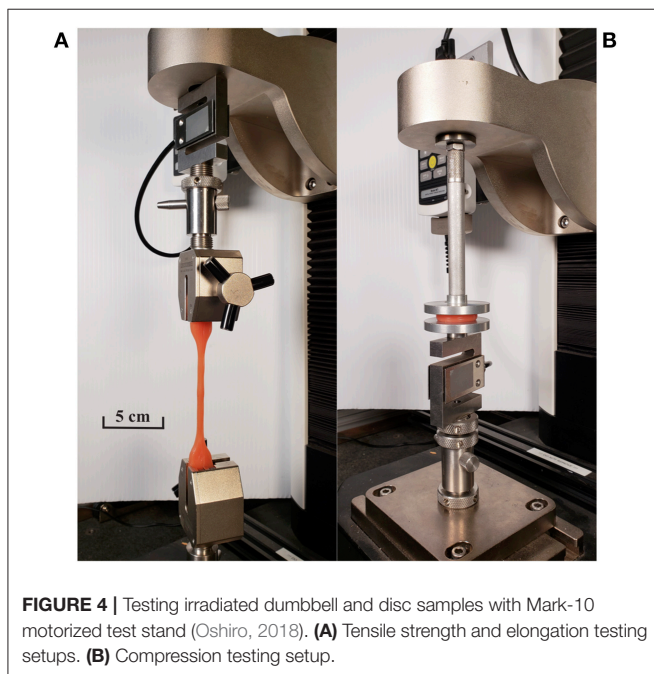 A
B
5 cm
FIGURE 4 | Testing irradiated dumbbell and disc samples with Mark-10
motorized test stand (Oshiro, 2018). (A) Tensile strength and elongation testing
setups. (B) Compression testing setup.